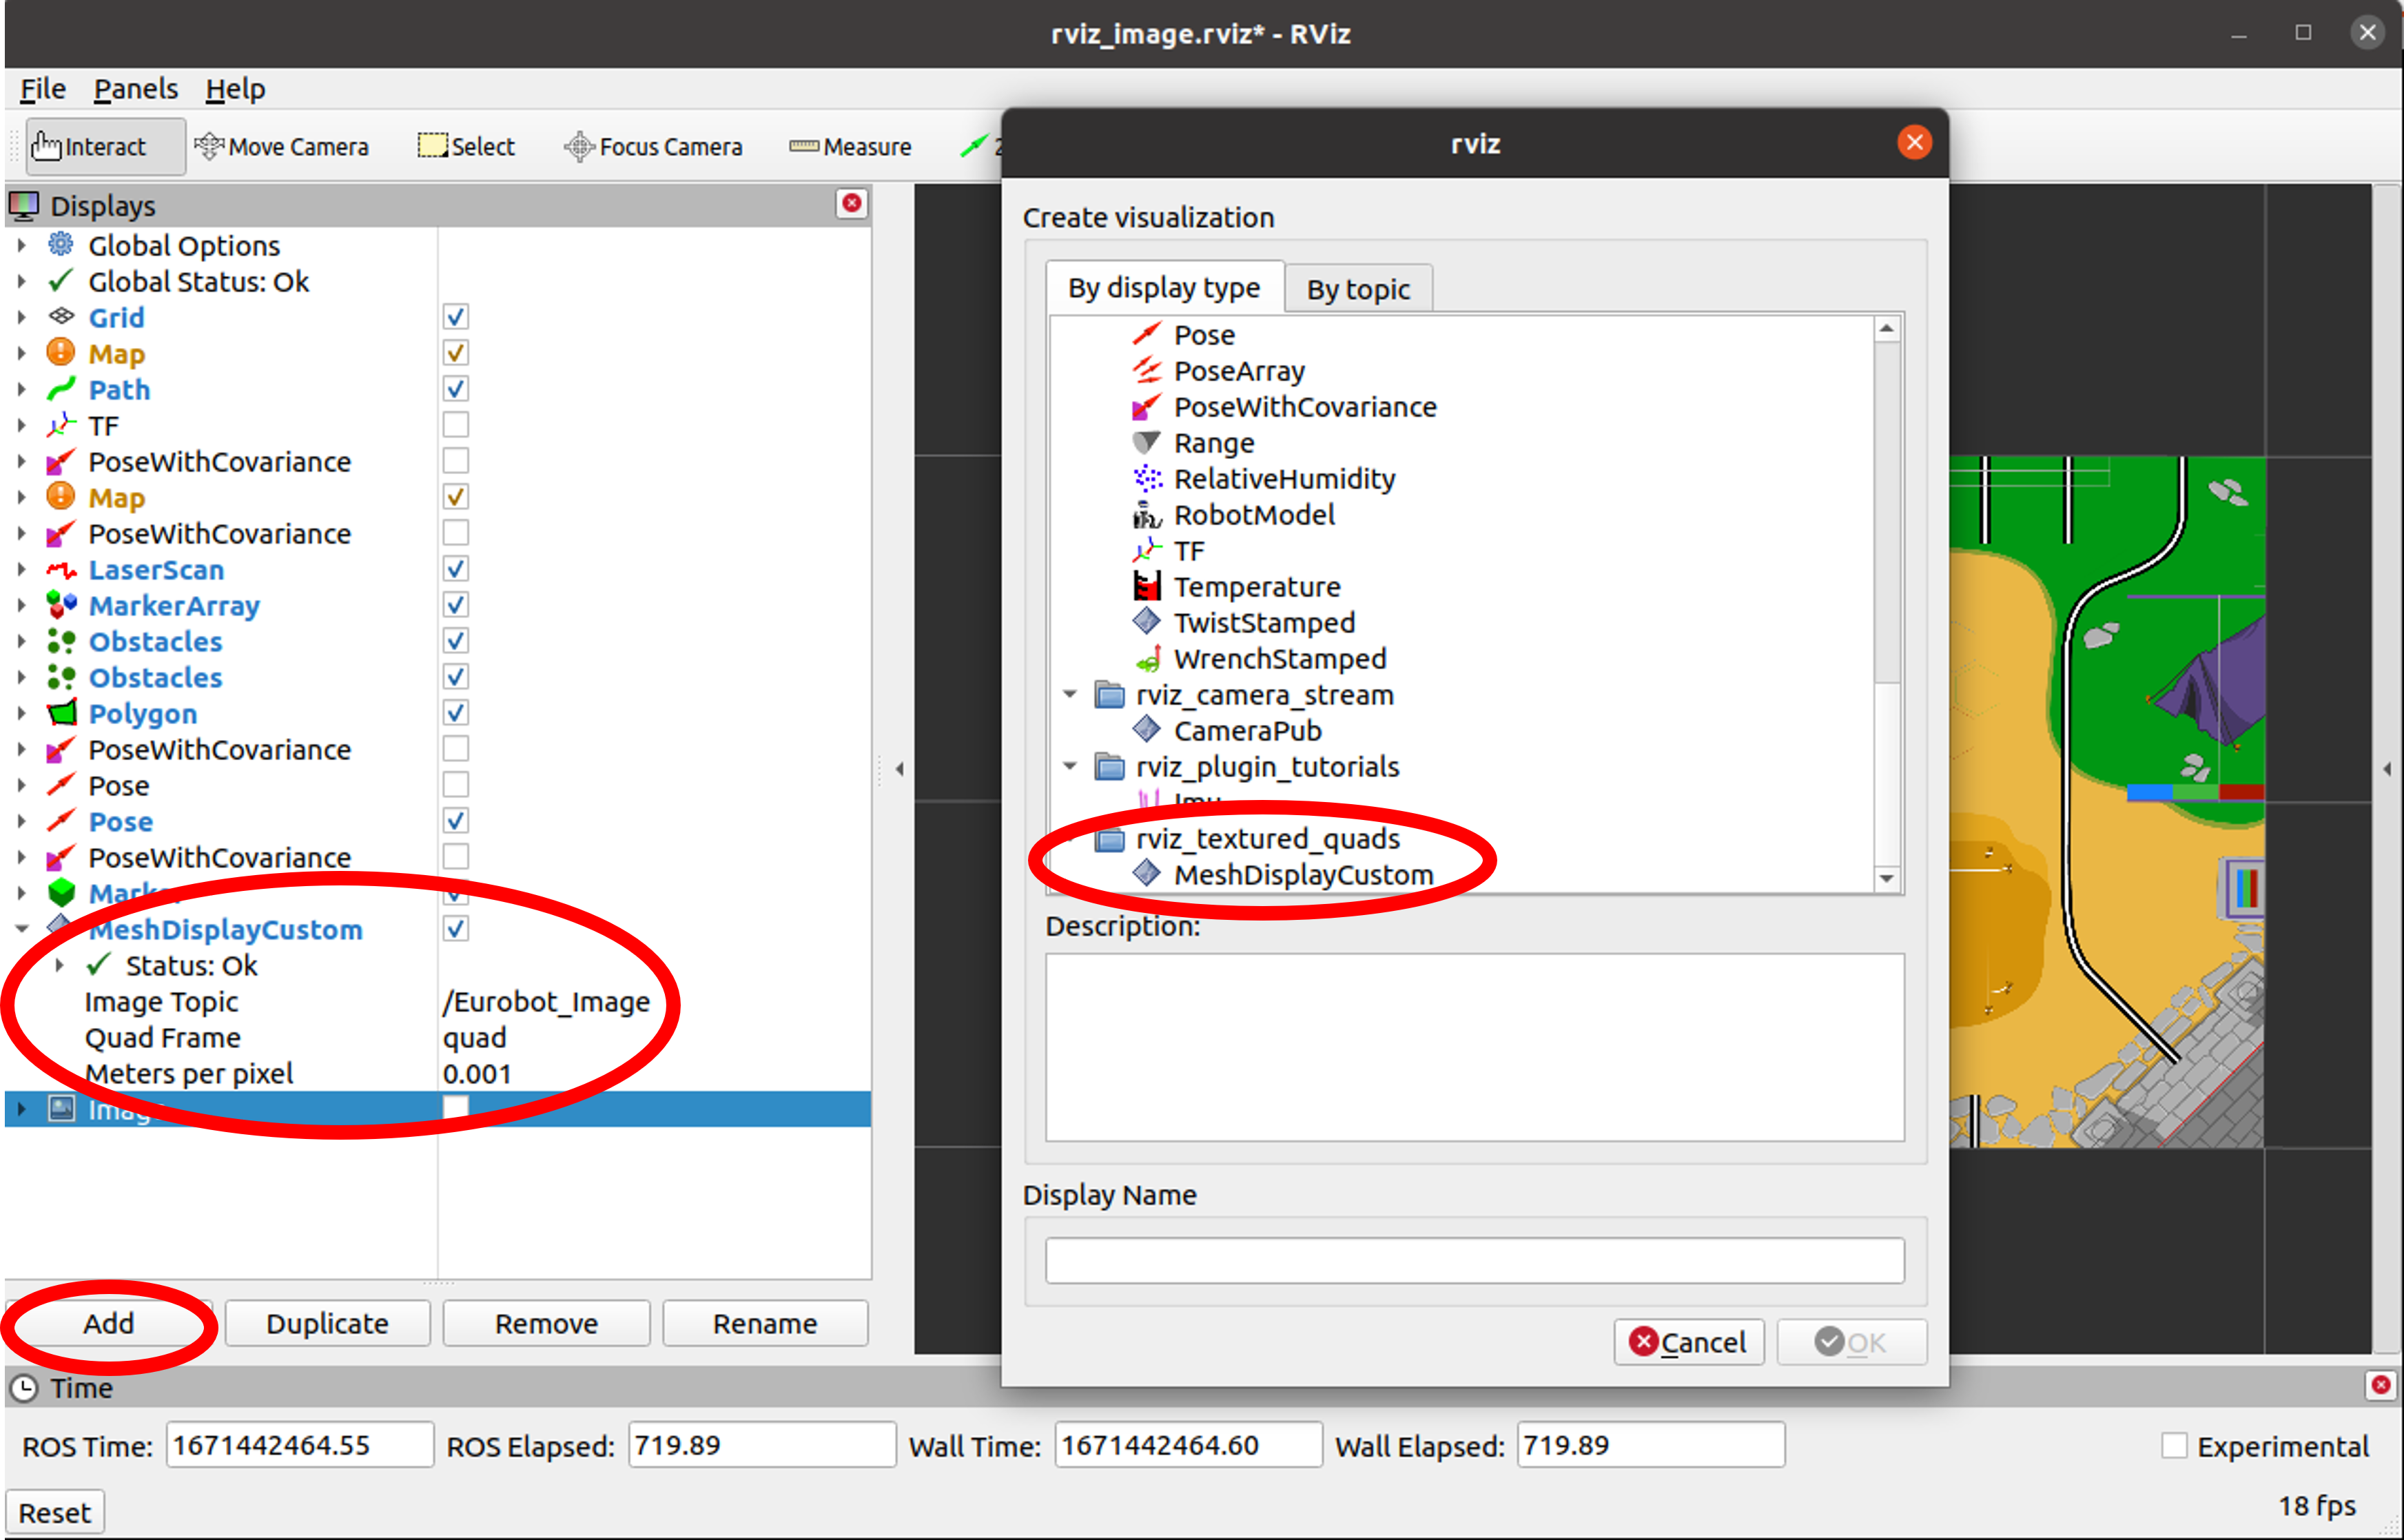 rviz_image.rviz* - RViz
File Panels Help
Interact Move Camera Select Focus Camera Measure 2
Displays
Global Options
Global Status: Ok
Grid
Map
Path
TF
PoseWithCovariance
Map
PoseWithCovariance
LaserScan
MarkerArray
Obstacles
Obstacles
Polygon
PoseWithCovariance
Pose
Pose
PoseWithCovariance
Marker
MeshDisplayCustom
Status: Ok
Image Topic /Eurobot_Image
Quad Frame quad
Meters per pixel 0.001
Image
Add Duplicate Remove Rename
rviz
Create visualization
By display type By topic
Pose
PoseArray
PoseWithCovariance
Range
RelativeHumidity
RobotModel
TF
Temperature
TwistStamped
WrenchStamped
rviz_camera_stream
CameraPub
rviz_plugin_tutorials
Imu
rviz_textured_quads
MeshDisplayCustom
Description:
Display Name
Cancel OK
Time
ROS Time: 1671442464.55 ROS Elapsed: 719.89 Wall Time: 1671442464.60 Wall Elapsed: 719.89 Experimental
Reset 18 fps